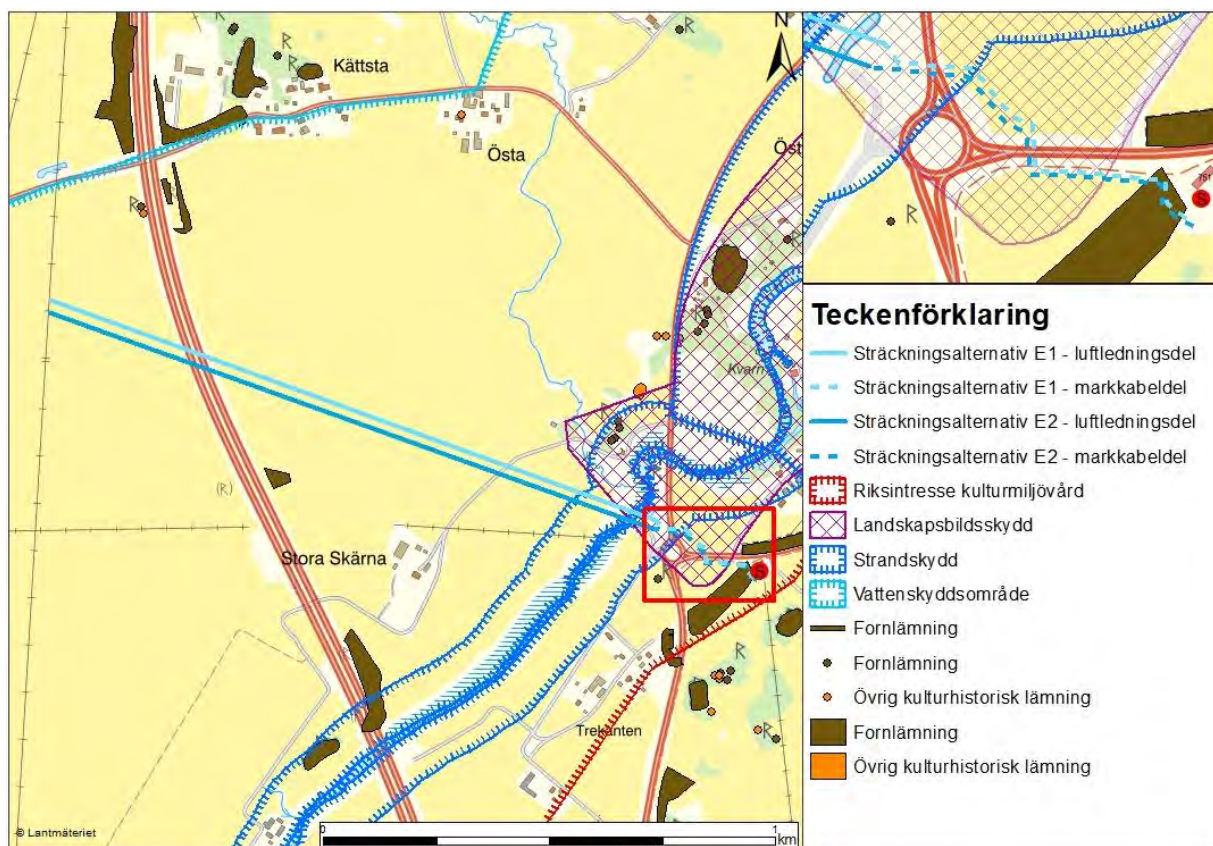 N
Kättsta
Östa
Öst
Kvarn
(R)
Stora Skärna
S
Trekanten
© Lantmäteriet
0
1
km
S
Teckenförklaring
Sträckningsalternativ E1 - luftledningsdel
Sträckningsalternativ E1 - markkabeldel
Sträckningsalternativ E2 - luftledningsdel
Sträckningsalternativ E2 - markkabeldel
Riksintresse kulturmiljövård
Landskapsbildsskydd
Strandskydd
Vattenskyddsområde
Fornlämning
Fornlämning
Övrig kulturhistorisk lämning
Fornlämning
Övrig kulturhistorisk lämning